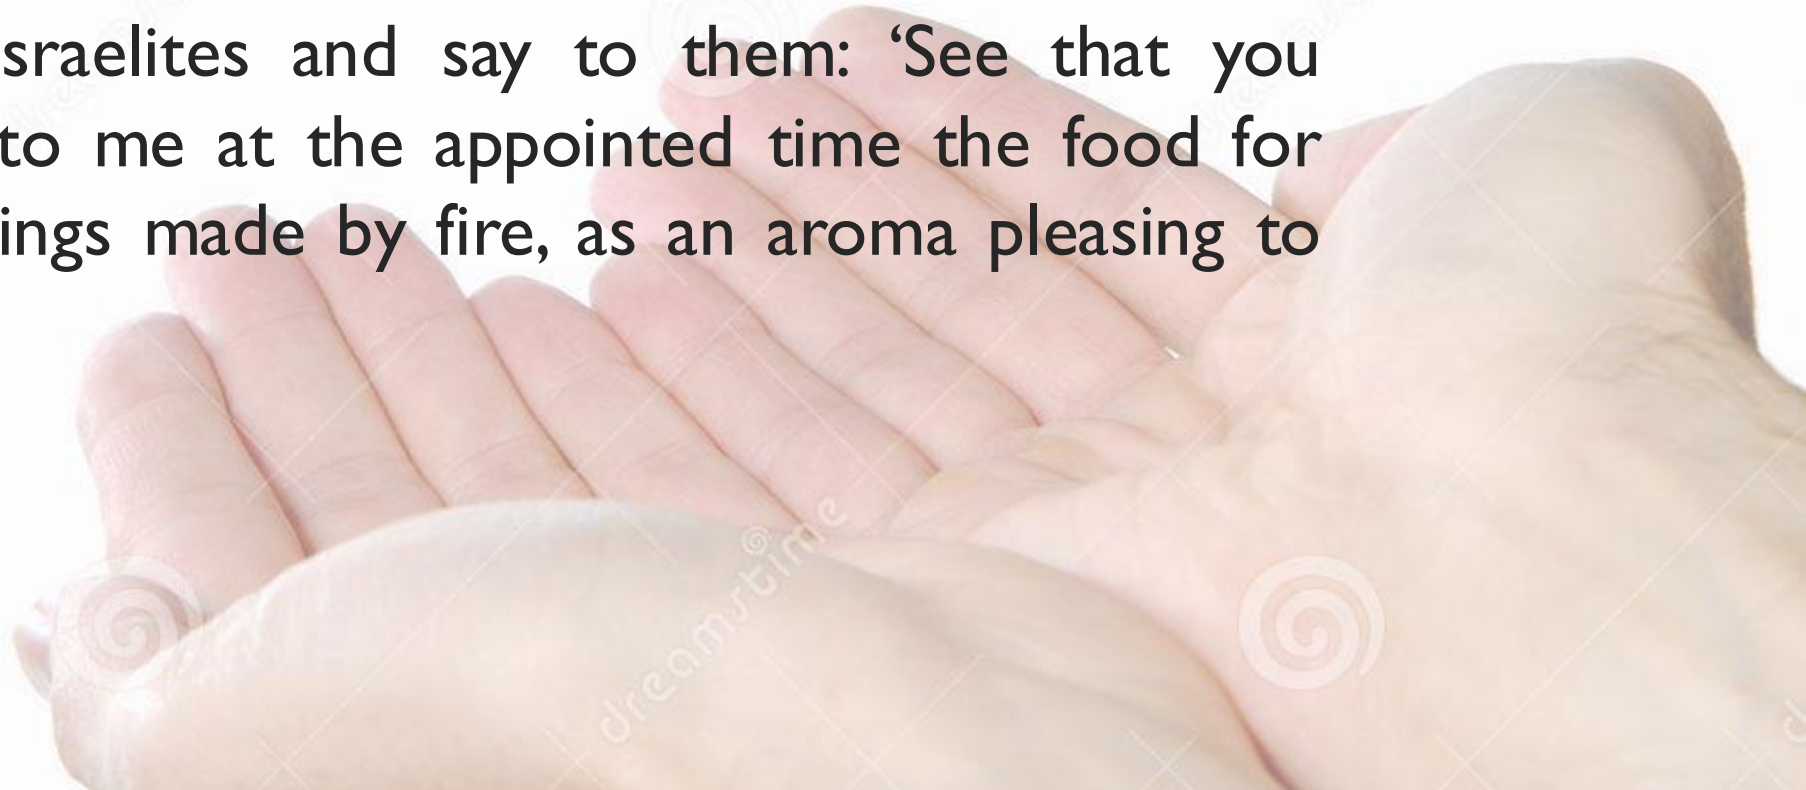 sraelites and say to them: ‘See that you
to me at the appointed time the food for
ings made by fire, as an aroma pleasing to
dreamstime